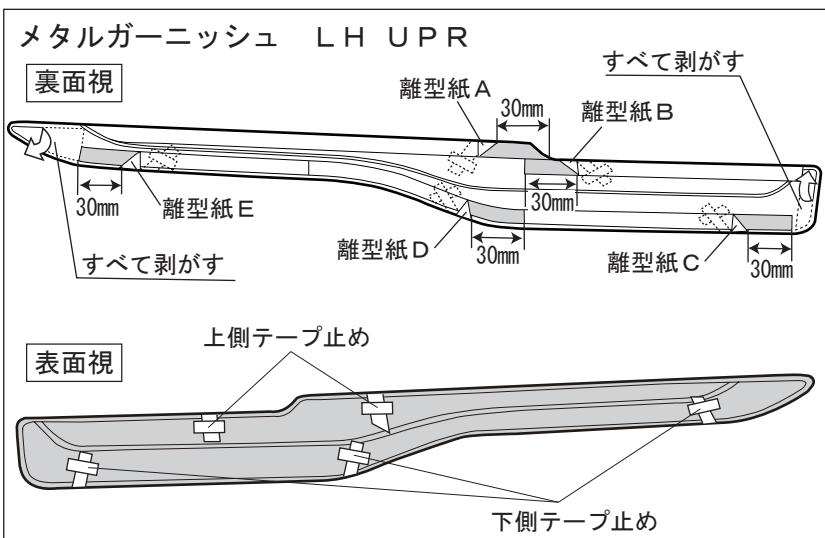 メタルガーニッシュ　ＬＨ ＵＰＲ
裏面視
すべて剥がす
離型紙Ａ
30mm
離型紙Ｂ
30mm
離型紙Ｅ
30mm
離型紙Ｄ
30mm
離型紙Ｃ
30mm
すべて剥がす
表面視
上側テープ止め
下側テープ止め